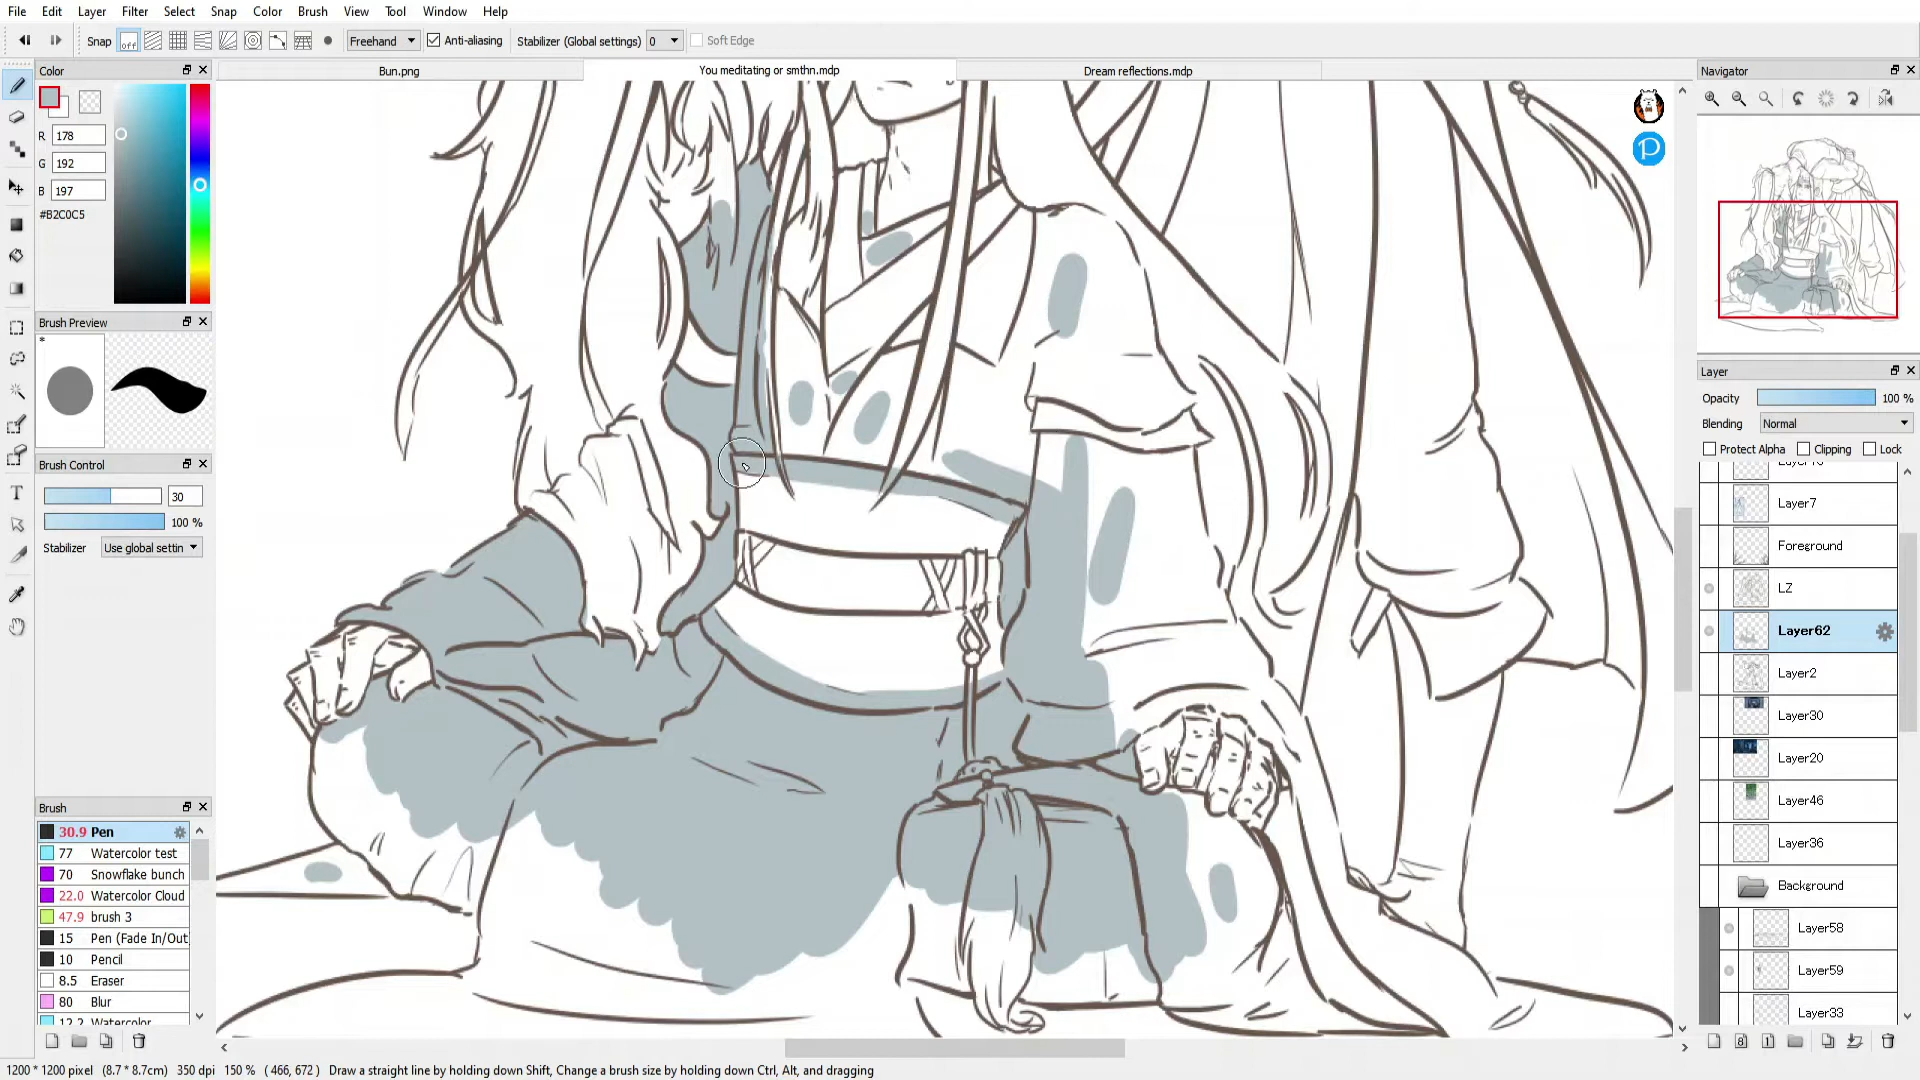 File Edit Layer Filter Select Snap Color Brush View Tool Window Help
Snap off Freehand Anti-aliasing Stabilizer (Global settings) 0 Soft Edge
Color
Bun.png
You meditating or smthn.mdp
Dream reflections.mdp
Navigator
R 178
G 192
B 197
#B2C0C5
Brush Preview
*
Brush Control
30
100 %
Stabilizer Use global settin
Brush
30.9 Pen
77 Watercolor test
70 Snowflake bunch
22.0 Watercolor Cloud
47.9 brush 3
15 Pen (Fade In/Out
10 Pencil
8.5 Eraser
80 Blur
12.2 Watercolor
P
Layer
Opacity 100 %
Blending Normal
Protect Alpha Clipping Lock
Layer7
Foreground
LZ
Layer62
Layer2
Layer30
Layer20
Layer46
Layer36
Background
Layer58
Layer59
Layer33
8 1
1200 * 1200 pixel (8.7 * 8.7cm) 350 dpi 150 % ( 466, 672 ) Draw a straight line by holding down Shift, Change a brush size by holding down Ctrl, Alt, and dragging